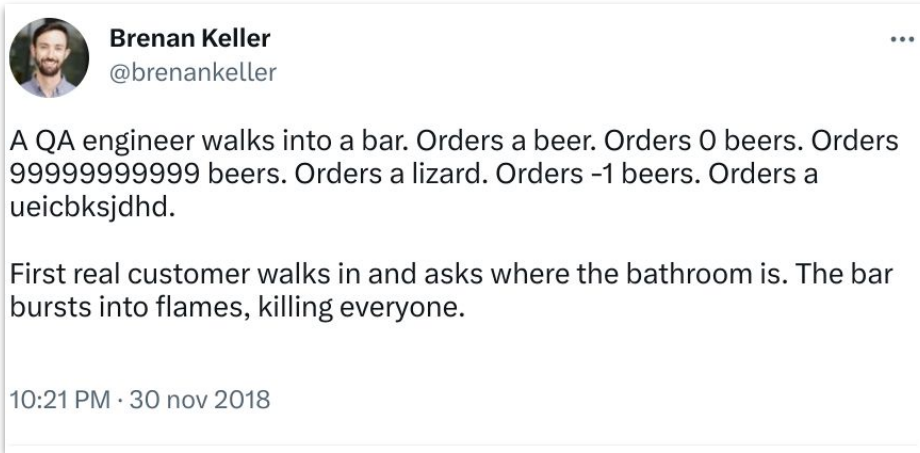 Brenan Keller
@brenankeller
A QA engineer walks into a bar. Orders a beer. Orders 0 beers. Orders
99999999999 beers. Orders a lizard. Orders -1 beers. Orders a
ueicbksjdhd.
First real customer walks in and asks where the bathroom is. The bar
bursts into flames, killing everyone.
10:21 PM · 30 nov 2018